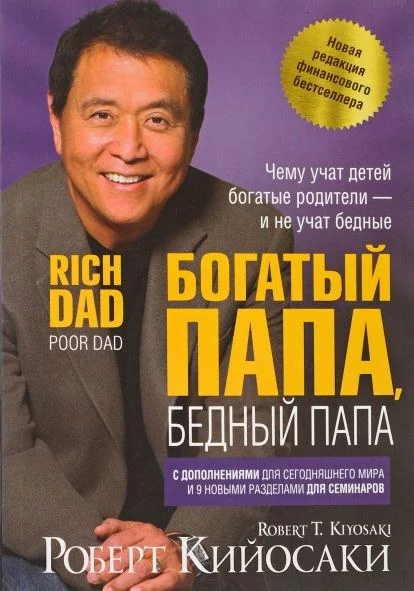 Новая
редакция
финансового
бестселлера
Чему учат детей
богатые родители —
и не учат бедные
RICH
DAD
POOR DAD
БОГАТЫЙ
ПАПА,
БЕДНЫЙ ПАПА
С ДОПОЛНЕНИЯМИ ДЛЯ СЕГОДНЯШНЕГО МИРА
И 9 НОВЫМИ РАЗДЕЛАМИ ДЛЯ СЕМИНАРОВ
ROBERT T. KIYOSAKI
РОБЕРТ КИЙОСАКИ